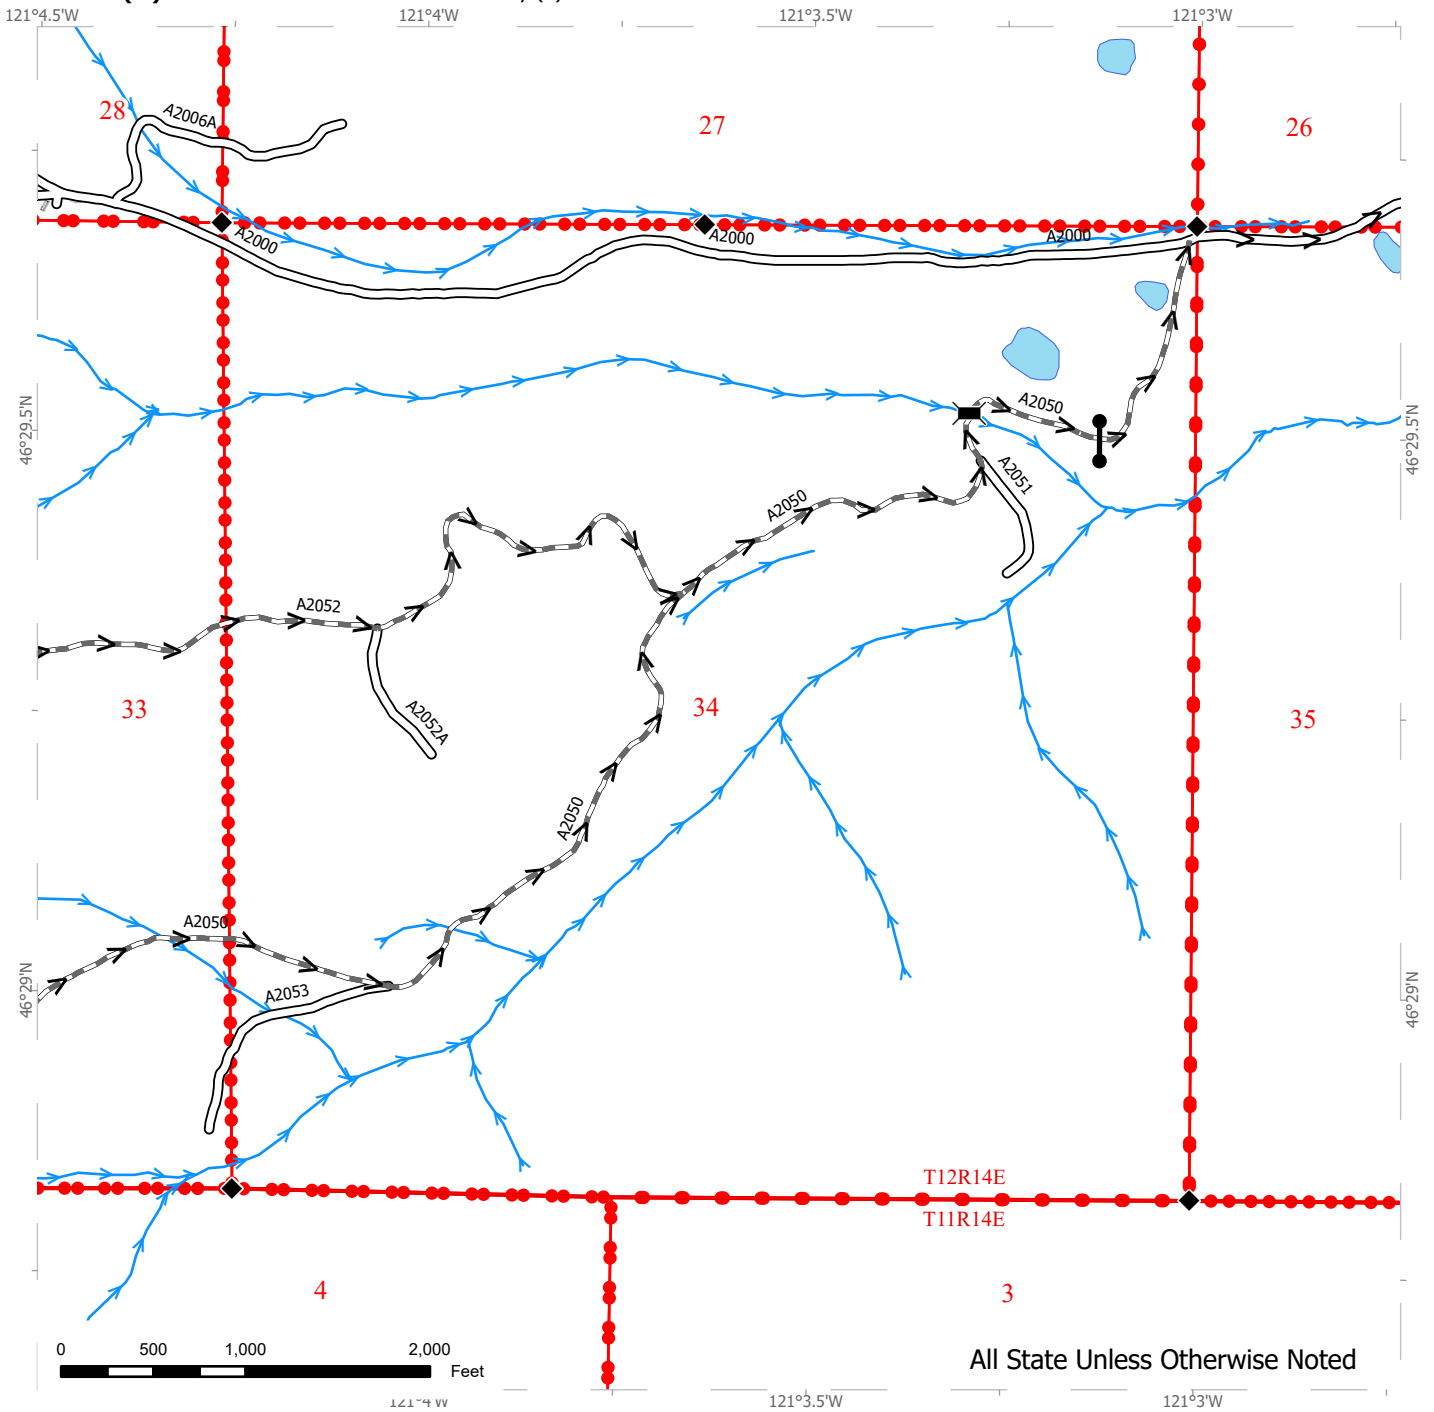 121°4.5'W 121°4'W 121°3.5'W 121°3'W
28 A2006A 27 26
A2000 A2000 A2000
A2050
46°29.5'N 46°29.5'N
A2051
A2050
A2052
33 A2052A 34 35
A2050
A2050
A2053
46°29'N 46°29'N
T12R14E
T11R14E
4 3
0 500 1,000 2,000
Feet
All State Unless Otherwise Noted
121°4'W 121°3.5'W 121°3'W